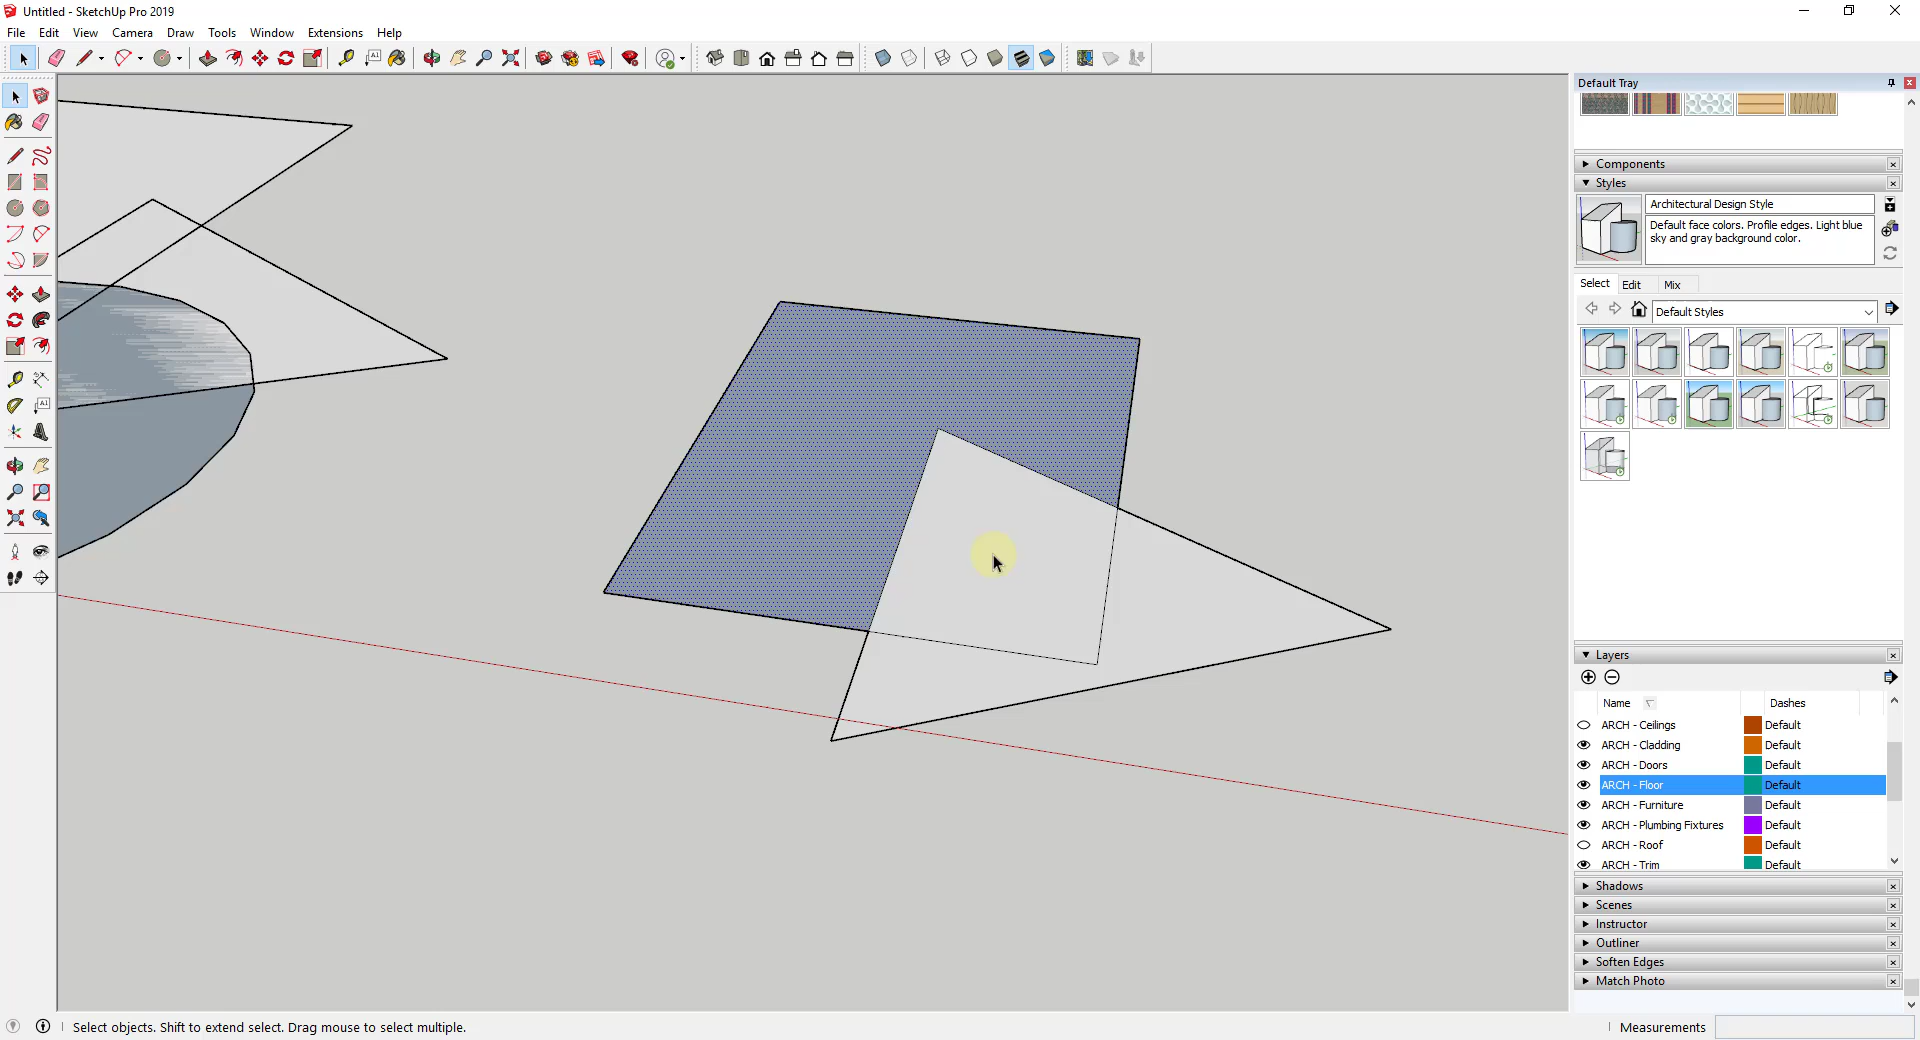 Untitled - SketchUp Pro 2019
File Edit View Camera Draw Tools Window Extensions Help
Default Tray
Components
Styles
Architectural Design Style
Default face colors. Profile edges. Light blue
sky and gray background color.
Select Edit Mix
Default Styles
Layers
Name Dashes
ARCH - Ceilings Default
ARCH - Cladding Default
ARCH - Doors Default
ARCH - Floor Default
ARCH - Furniture Default
ARCH - Plumbing Fixtures Default
ARCH - Roof Default
ARCH - Trim Default
Shadows
Scenes
Instructor
Outliner
Soften Edges
Match Photo
Select objects. Shift to extend select. Drag mouse to select multiple.
Measurements